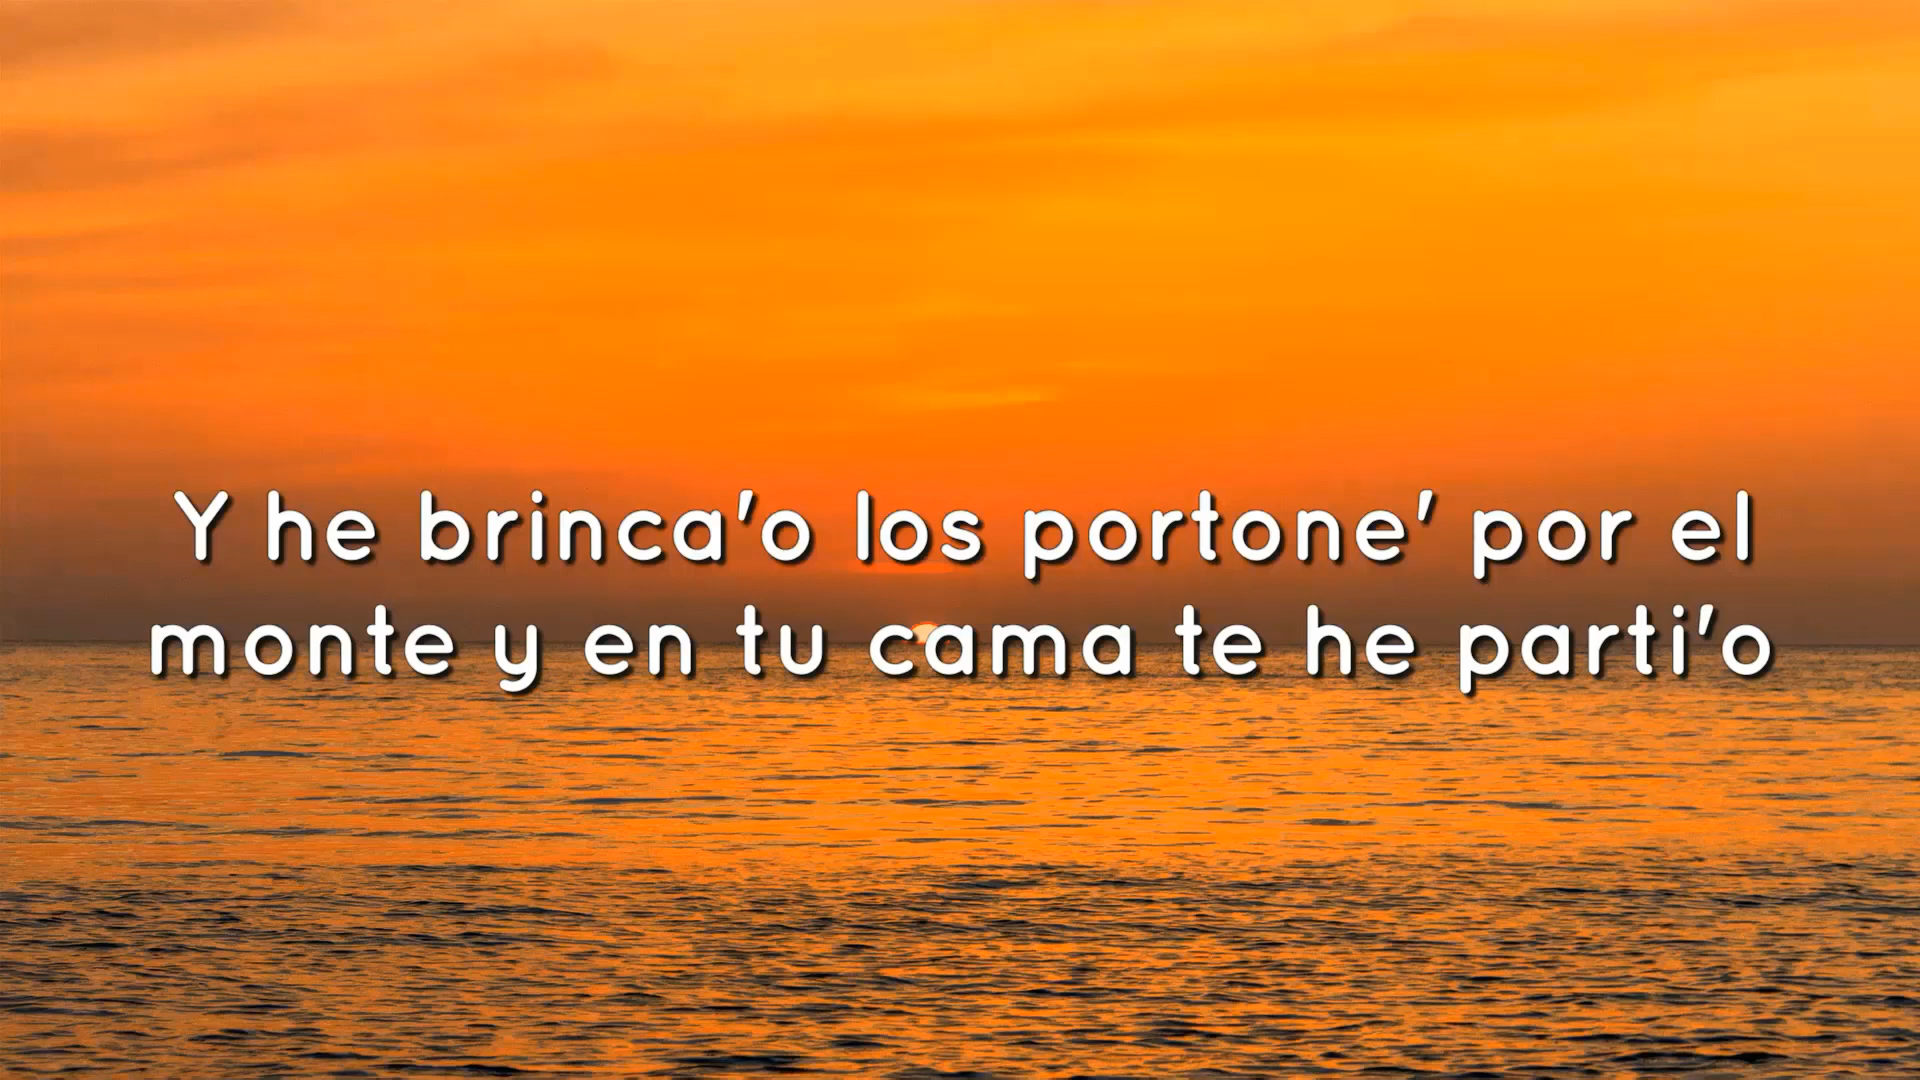 Y he brinca'o los portone' por el
monte y en tu cama te he parti'o